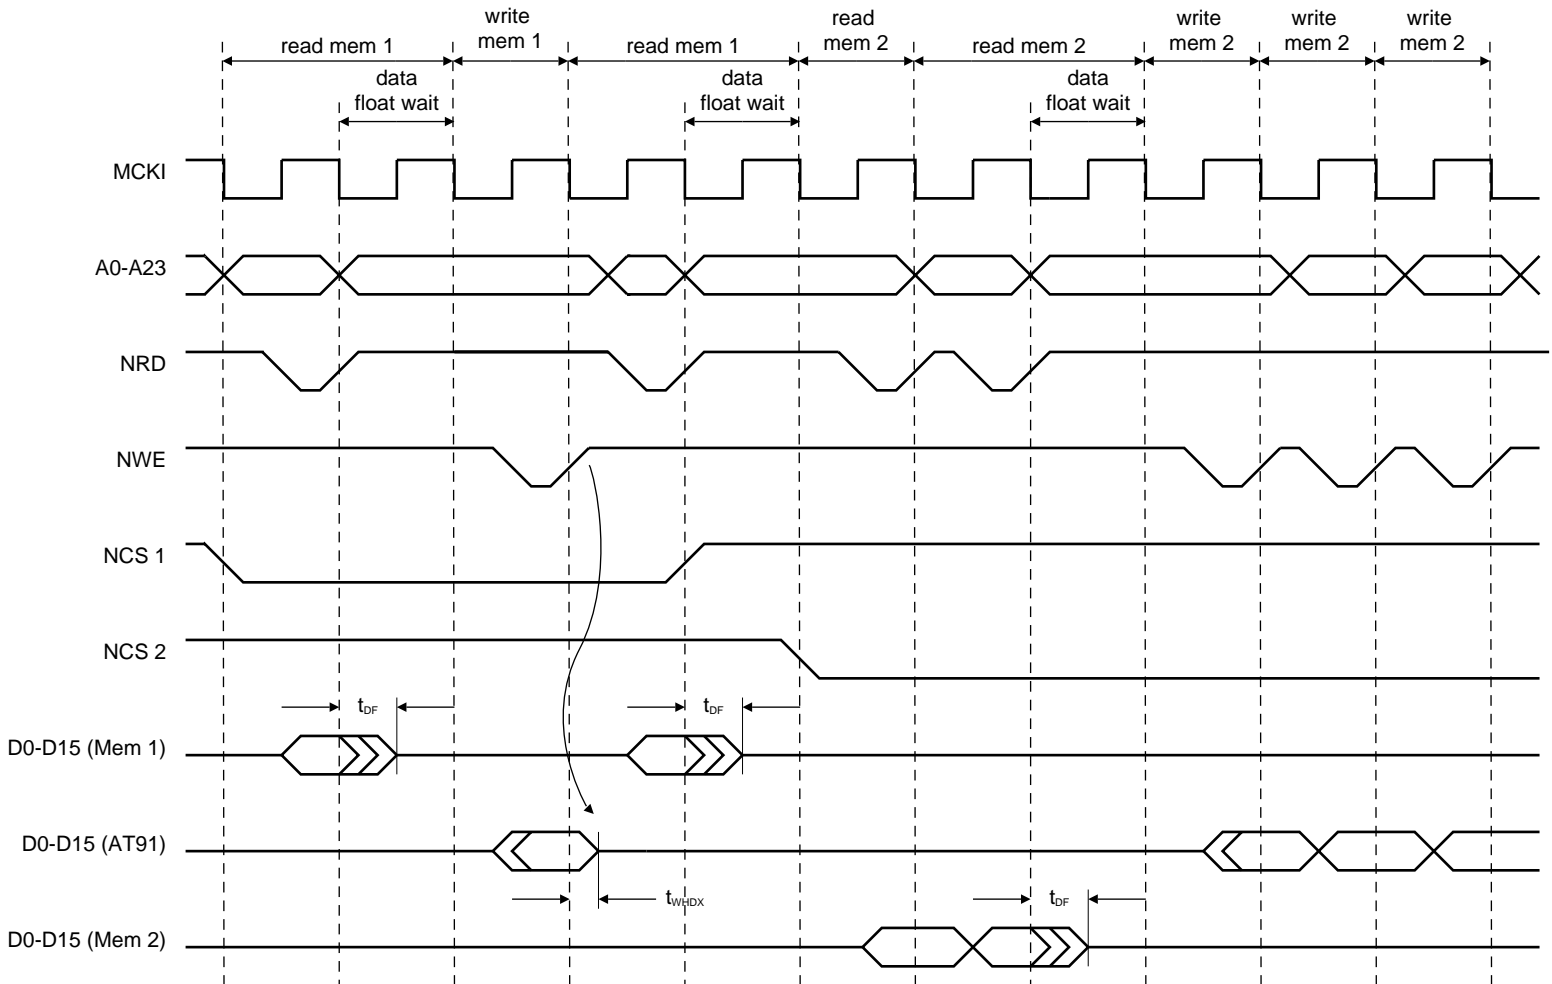 write
mem 1
read
mem 2
write
mem 2
write
mem 2
write
mem 2
read mem 1
read mem 1
read mem 2
data
float wait
data
float wait
data
float wait
MCKI
A0-A23
NRD
NWE
NCS 1
NCS 2
tDF
tDF
D0-D15 (Mem 1)
D0-D15 (AT91)
tWHDX
tDF
D0-D15 (Mem 2)